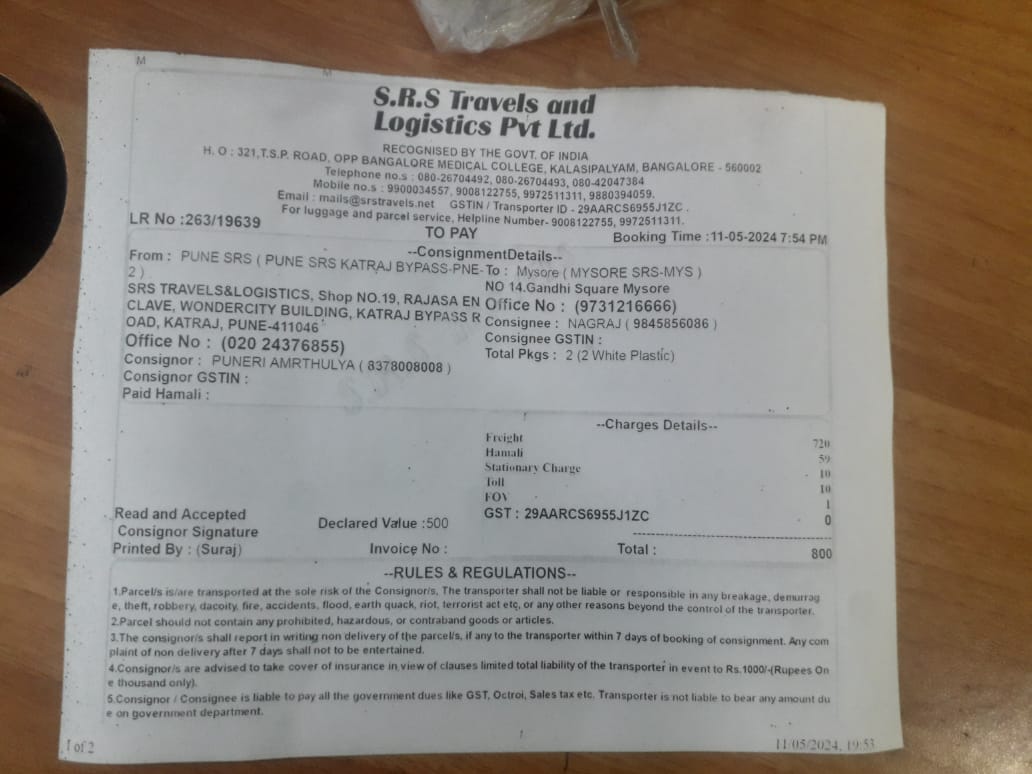 M
M
S.R.S Travels and
Logistics Pvt Ltd.
RECOGNISED BY THE GOVT. OF INDIA
H. O : 321,T.S.P. ROAD, OPP BANGALORE MEDICAL COLLEGE, KALASIPALYAM, BANGALORE - 560002
Telephone no.s : 080-26704492, 080-26704493, 080-42047384
Mobile no.s : 9900034557, 9008122755, 9972511311, 9880394059.
Email : mails@srstravels.net GSTIN / Transporter ID - 29AARCS6955J1ZC .
For luggage and parcel service, Helpline Number- 9008122755, 9972511311.
LR No :263/19639
TO PAY
Booking Time :11-05-2024 7:54 PM
--ConsignmentDetails--
From : PUNE SRS ( PUNE SRS KATRAJ BYPASS-PNE-
2 )
SRS TRAVELS&LOGISTICS, Shop NO.19, RAJASA EN
CLAVE, WONDERCITY BUILDING, KATRAJ BYPASS R
OAD, KATRAJ, PUNE-411046
Office No : (020 24376855)
Consignor : PUNERI AMRTHULYA ( 8378008008 )
Consignor GSTIN :
Paid Hamali :
To : Mysore ( MYSORE SRS-MYS )
NO 14.Gandhi Square Mysore
Office No : (9731216666)
Consignee : NAGRAJ ( 9845856086 )
Consignee GSTIN :
Total Pkgs : 2 (2 White Plastic)
--Charges Details--
Freight 720
Hamali 59
Stationary Charge 10
Toll 10
FOV 1
GST : 29AARCS6955J1ZC 0
Read and Accepted
Consignor Signature
Printed By : (Suraj)
Declared Value :500
Invoice No :
Total : 800
--RULES & REGULATIONS--
1.Parcel/s is/are transported at the sole risk of the Consignor/s, The transporter shall not be liable or responsible in any breakage, demurrag
e, theft, robbery, dacoity, fire, accidents, flood, earth quack, riot, terrorist act etc, or any other reasons beyond the control of the transporter.
2.Parcel should not contain any prohibited, hazardous, or contraband goods or articles.
3.The consignor/s shall report in writing non delivery of the parcel/s, if any to the transporter within 7 days of booking of consignment. Any com
plaint of non delivery after 7 days shall not to be entertained.
4.Consignor/s are advised to take cover of insurance in view of clauses limited total liability of the transporter in event to Rs.1000/-(Rupees On
e thousand only).
5.Consignor / Consignee is liable to pay all the government dues like GST, Octroi, Sales tax etc. Transporter is not liable to bear any amount du
e on government department.
1 of 2
11/05/2024, 19:53